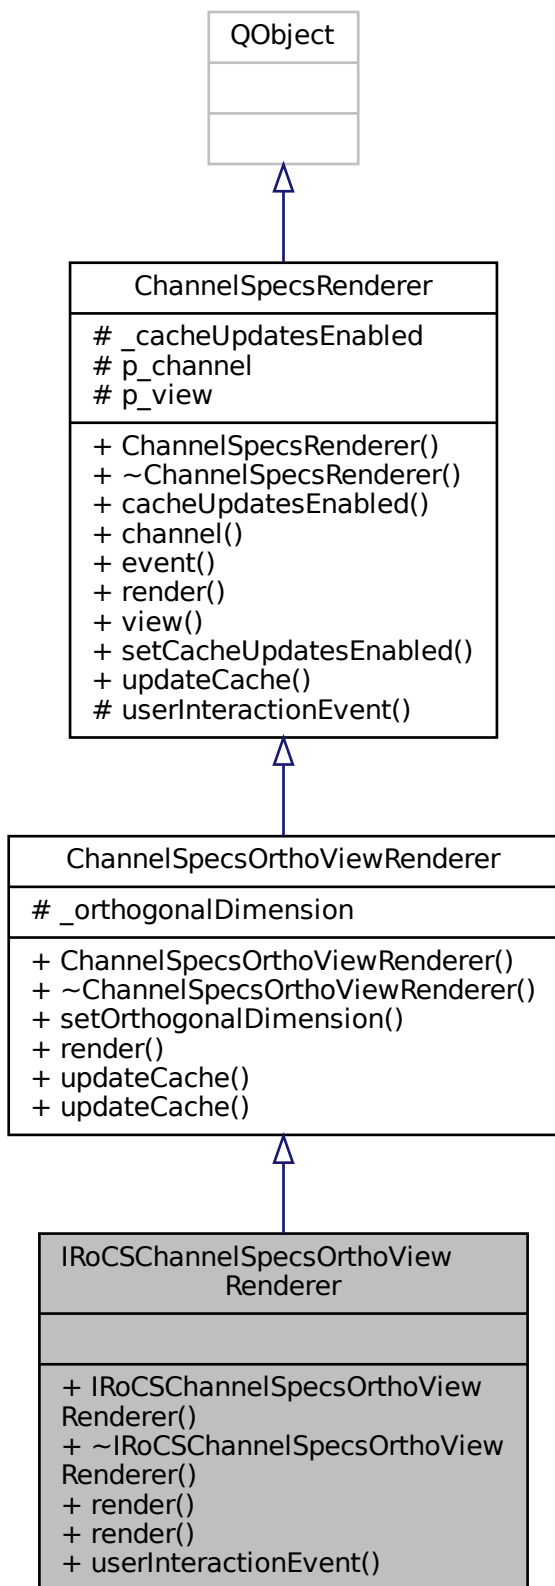 QObject
ChannelSpecsRenderer
# _cacheUpdatesEnabled
# p_channel
# p_view
+ ChannelSpecsRenderer()
+ ~ChannelSpecsRenderer()
+ cacheUpdatesEnabled()
+ channel()
+ event()
+ render()
+ view()
+ setCacheUpdatesEnabled()
+ updateCache()
# userInteractionEvent()
ChannelSpecsOrthoViewRenderer
# _orthogonalDimension
+ ChannelSpecsOrthoViewRenderer()
+ ~ChannelSpecsOrthoViewRenderer()
+ setOrthogonalDimension()
+ render()
+ updateCache()
+ updateCache()
IRoCSChannelSpecsOrthoView
Renderer
+ IRoCSChannelSpecsOrthoView
Renderer()
+ ~IRoCSChannelSpecsOrthoView
Renderer()
+ render()
+ render()
+ userInteractionEvent()